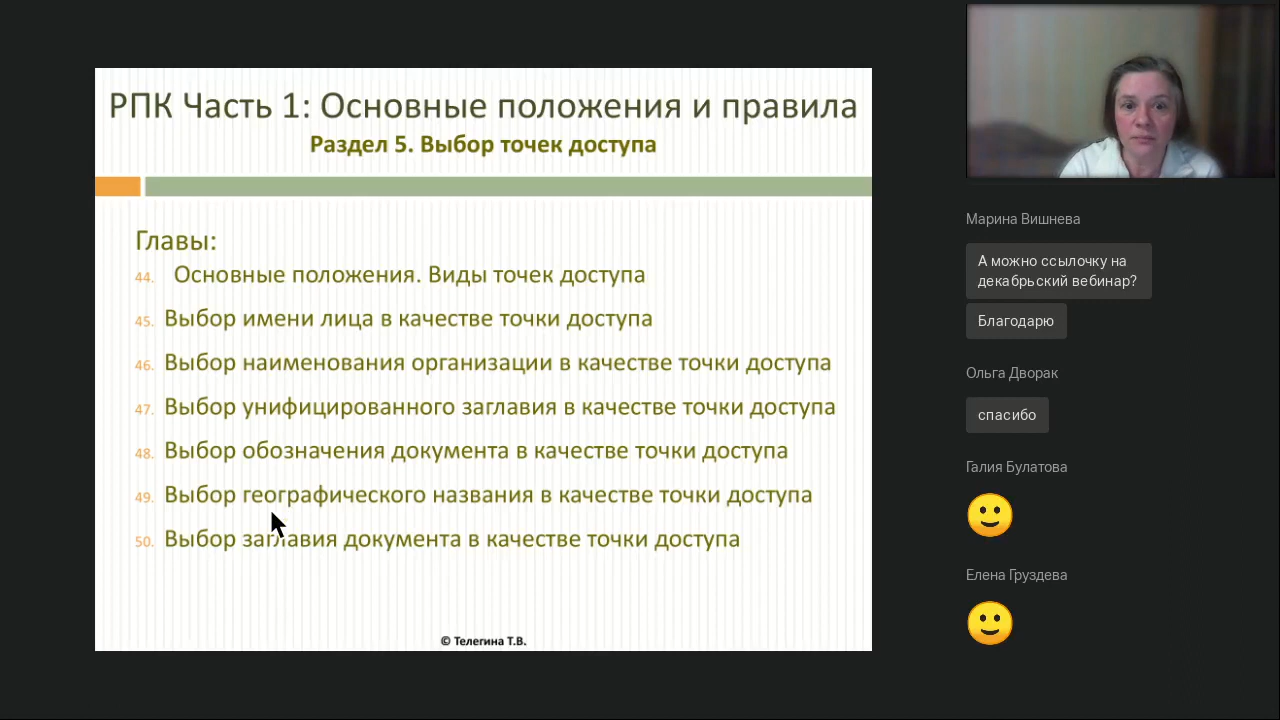 РПК Часть 1: Основные положения и правила
Раздел 5. Выбор точек доступа
Главы:
44. Основные положения. Виды точек доступа
45. Выбор имени лица в качестве точки доступа
46. Выбор наименования организации в качестве точки доступа
47. Выбор унифицированного заглавия в качестве точки доступа
48. Выбор обозначения документа в качестве точки доступа
49. Выбор географического названия в качестве точки доступа
50. Выбор заглавия документа в качестве точки доступа
© Телегина Т.В.
Марина Вишнева
А можно ссылочку на
декабрьский вебинар?
Благодарю
Ольга Дворак
спасибо
Галия Булатова
Елена Груздева